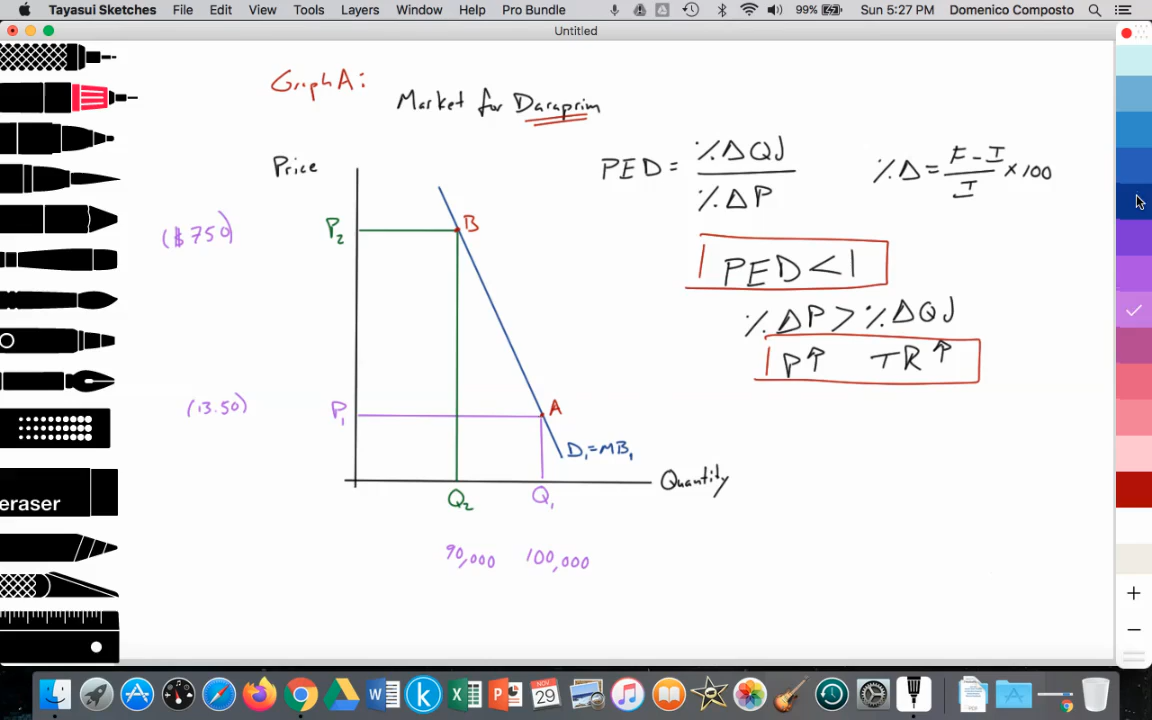 Tayasui Sketches File Edit View Tools Layers Window Help Pro Bundle 99% Sun 5:27 PM Domenico Composto
Untitled
Graph A:
Market for Daraprim
Price
PED = %ΔQd / %ΔP
%Δ = F - I / I × 100
($750)
P2
B
PED < 1
%ΔP > %ΔQd
P↑ TR↑
(13.50)
P1
A
D1=MB1
Quantity
Q2 Q1
90,000 100,000
eraser
W
k
X
P
NOV
29